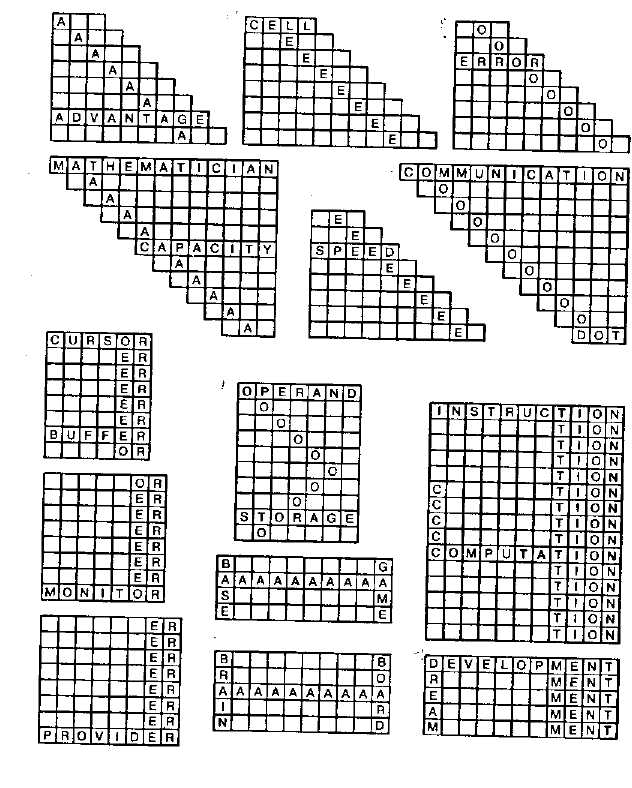 A
A
A
A
A
A
ADVANTAGE
A
CELL
E
E
E
E
E
E
E
O
O
ERROR
O
O
O
O
O
MATHEMATICIAN
A
A
A
A
CAPACITY
A
A
A
A
A
E
E
SPEED
E
E
E
E
E
COMMUNICATION
O
O
O
O
O
O
O
O
O
DOT
CURSOR
ER
ER
ER
ER
ER
BUFFER
OR
OPERAND
O
O
O
O
O
O
O
STORAGE
O
INSTRUCTION
TION
TION
TION
TION
C TION
C TION
C TION
C TION
COMPUTATION
TION
TION
TION
TION
TION
OR
ER
ER
ER
ER
ER
ER
MONITOR
B G
AAAAAAAAAA
S M
E E
ER
ER
ER
ER
ER
ER
ER
PROVIDER
B B
R O
AAAAAAAAAA
I R
N D
DEVELOPMENT
R MENT
E MENT
A MENT
M MENT